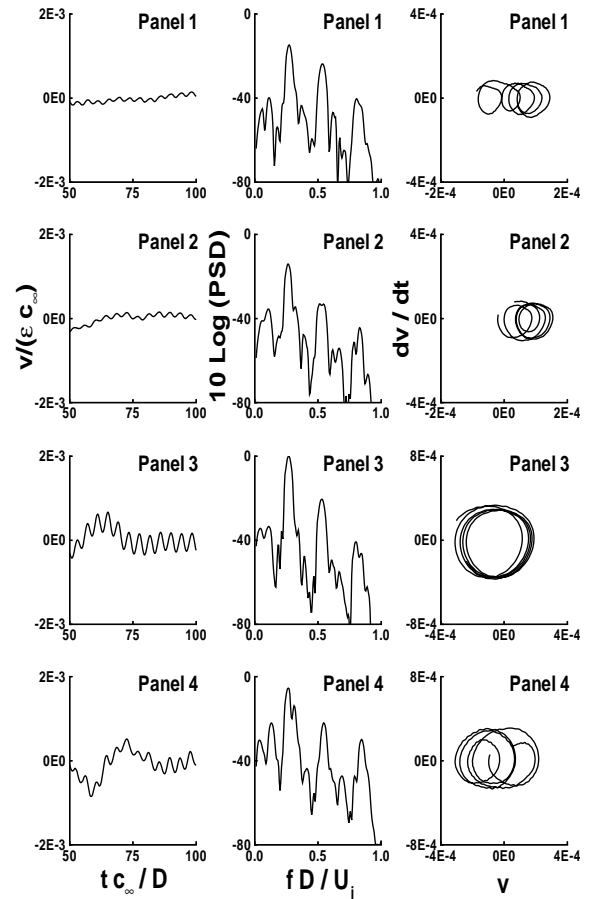 2E-3
0E0
-2E-3
50
75
100
Panel 1
0
-40
-80
0.0
0.5
1.0
Panel 1
4E-4
0E0
-4E-4
-2E-4
0E0
2E-4
Panel 1
2E-3
0E0
-2E-3
50
75
100
Panel 2
v/(ε c∞)
0
-40
-80
0.0
0.5
1.0
Panel 2
10 Log (PSD)
4E-4
0E0
-4E-4
-2E-4
0E0
2E-4
Panel 2
dv / dt
2E-3
0E0
-2E-3
50
75
100
Panel 3
0
-40
-80
0.0
0.5
1.0
Panel 3
8E-4
0E0
-8E-4
-4E-4
0E0
4E-4
Panel 3
2E-3
0E0
-2E-3
50
75
100
Panel 4
t c∞ / D
0
-40
-80
0.0
0.5
1.0
Panel 4
f D / Uj
8E-4
0E0
-8E-4
-4E-4
0E0
4E-4
Panel 4
v